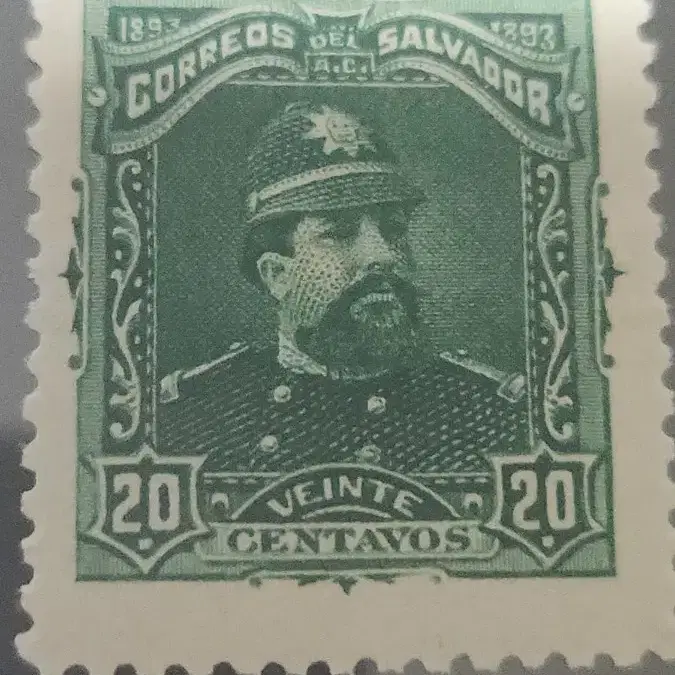 1893 1893
CORREOS DEL SALVADOR
A.C.
20 VEINTE 20
CENTAVOS